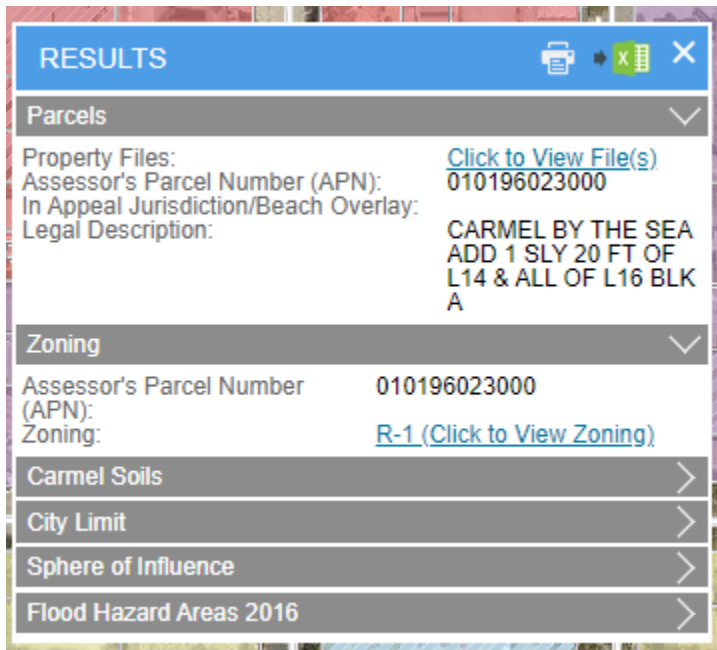 RESULTS
Parcels
Property Files: Click to View File(s)
Assessor's Parcel Number (APN): 010196023000
In Appeal Jurisdiction/Beach Overlay:
Legal Description: CARMEL BY THE SEA
ADD 1 SLY 20 FT OF
L14 & ALL OF L16 BLK
A
Zoning
Assessor's Parcel Number 010196023000
(APN):
Zoning: R-1 (Click to View Zoning)
Carmel Soils
City Limit
Sphere of Influence
Flood Hazard Areas 2016